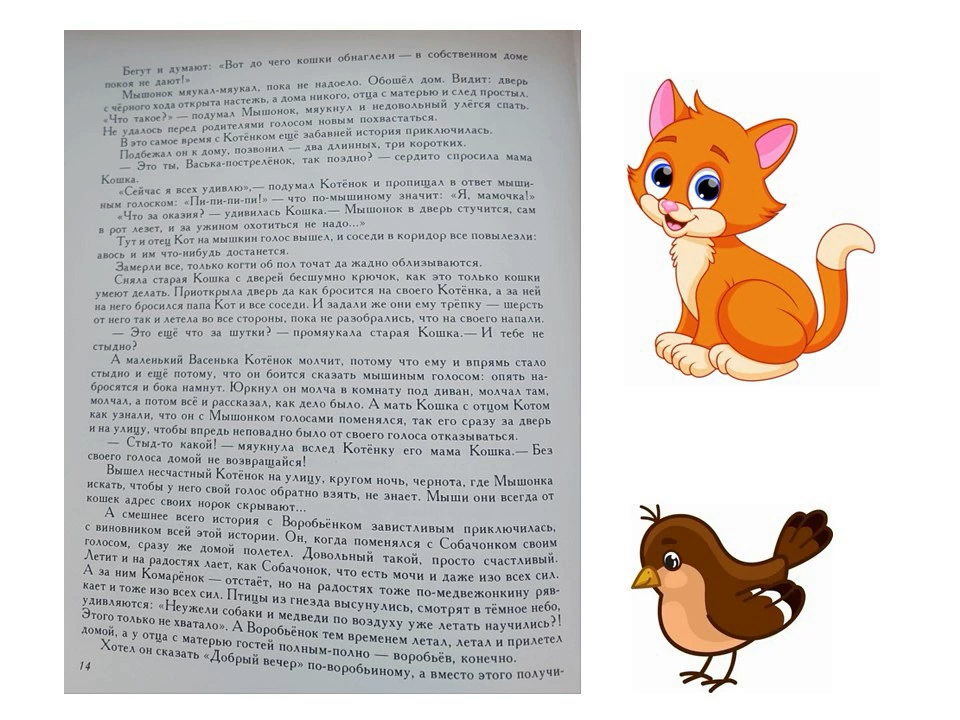 Бегут и думают: «Вот до чего кошки обнаглели — в собственном доме
покоя не дают!»
Мышонок мяукал-мяукал, пока не надоело. Обошёл дом. Видит: дверь
с чёрного хода открыта настежь, а дома никого, отца с матерью и след простыл.
«Что такое?» — подумал Мышонок, мяукнул и недовольный улёгся спать.
Не удалось перед родителями голосом новым похвастаться.
В это самое время с Котёнком ещё забавней история приключилась.
Подбежал он к дому, позвонил — два длинных, три коротких.
— Это ты, Васька-пострелёнок, так поздно? — сердито спросила мама
Кошка.
«Сейчас я всех удивлю»,— подумал Котёнок и пропищал в ответ мыши-
ным голоском: «Пи-пи-пи-пи!» — что по-мышиному значит: «Я, мамочка!»
«Что за оказия? — удивилась Кошка.— Мышонок в дверь стучится, сам
в рот лезет, и за ужином охотиться не надо...»
Тут и отец Кот на мышкин голос вышел, и соседи в коридор все повылезли:
авось и им что-нибудь достанется.
Замерли все, только когти об пол точат да жадно облизываются.
Сняла старая Кошка с дверей бесшумно крючок, как это только кошки
умеют делать. Приоткрыла дверь да как бросится на своего Котёнка, а за ней
на него бросился папа Кот и все соседи. И задали же они ему трёпку — шерсть
от него так и летела во все стороны, пока не разобрались, что на своего напали.
— Это ещё что за шутки? — промяукала старая Кошка.— И тебе не
стыдно?
А маленький Васенька Котёнок молчит, потому что ему и впрямь стало
стыдно и ещё потому, что он боится сказать мышиным голосом: опять на-
бросятся и бока намнут. Юркнул он молча в комнату под диван, молчал там,
молчал, а потом всё и рассказал, как дело было. А мать Кошка с отцом Котом
как узнали, что он с Мышонком голосами поменялся, так его сразу за дверь
и на улицу, чтобы впредь неповадно было от своего голоса отказываться.
— Стыд-то какой! — мяукнула вслед Котёнку его мама Кошка.— Без
своего голоса домой не возвращайся!
Вышел несчастный Котёнок на улицу, кругом ночь, чернота, где Мышонка
искать, чтобы у него свой голос обратно взять, не знает. Мыши они всегда от
кошек адрес своих норок скрывают...
А смешнее всего история с Воробьёнком завистливым приключилась,
с виновником всей этой истории. Он, когда поменялся с Собачонком своим
голосом, сразу же домой полетел. Довольный такой, просто счастливый.
Летит и на радостях лает, как Собачонок, что есть мочи и даже изо всех сил.
А за ним Комарёнок — отстаёт, но на радостях тоже по-медвежонкину ряв-
кает и тоже изо всех сил. Птицы из гнезда высунулись, смотрят в тёмное небо,
удивляются: «Неужели собаки и медведи по воздуху уже летать научились?!
Этого только не хватало». А Воробьёнок тем временем летал, летал и прилетел
домой, а у отца с матерью гостей полным-полно — воробьёв, конечно.
Хотел он сказать «Добрый вечер» по-воробьиному, а вместо этого получи-
14